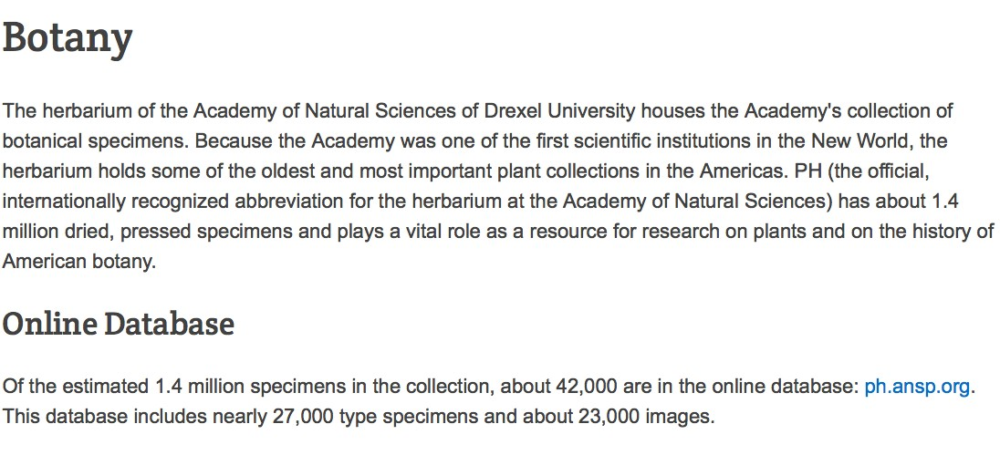 Botany
The herbarium of the Academy of Natural Sciences of Drexel University houses the Academy's collection of
botanical specimens. Because the Academy was one of the first scientific institutions in the New World, the
herbarium holds some of the oldest and most important plant collections in the Americas. PH (the official,
internationally recognized abbreviation for the herbarium at the Academy of Natural Sciences) has about 1.4
million dried, pressed specimens and plays a vital role as a resource for research on plants and on the history of
American botany.
Online Database
Of the estimated 1.4 million specimens in the collection, about 42,000 are in the online database: ph.ansp.org.
This database includes nearly 27,000 type specimens and about 23,000 images.